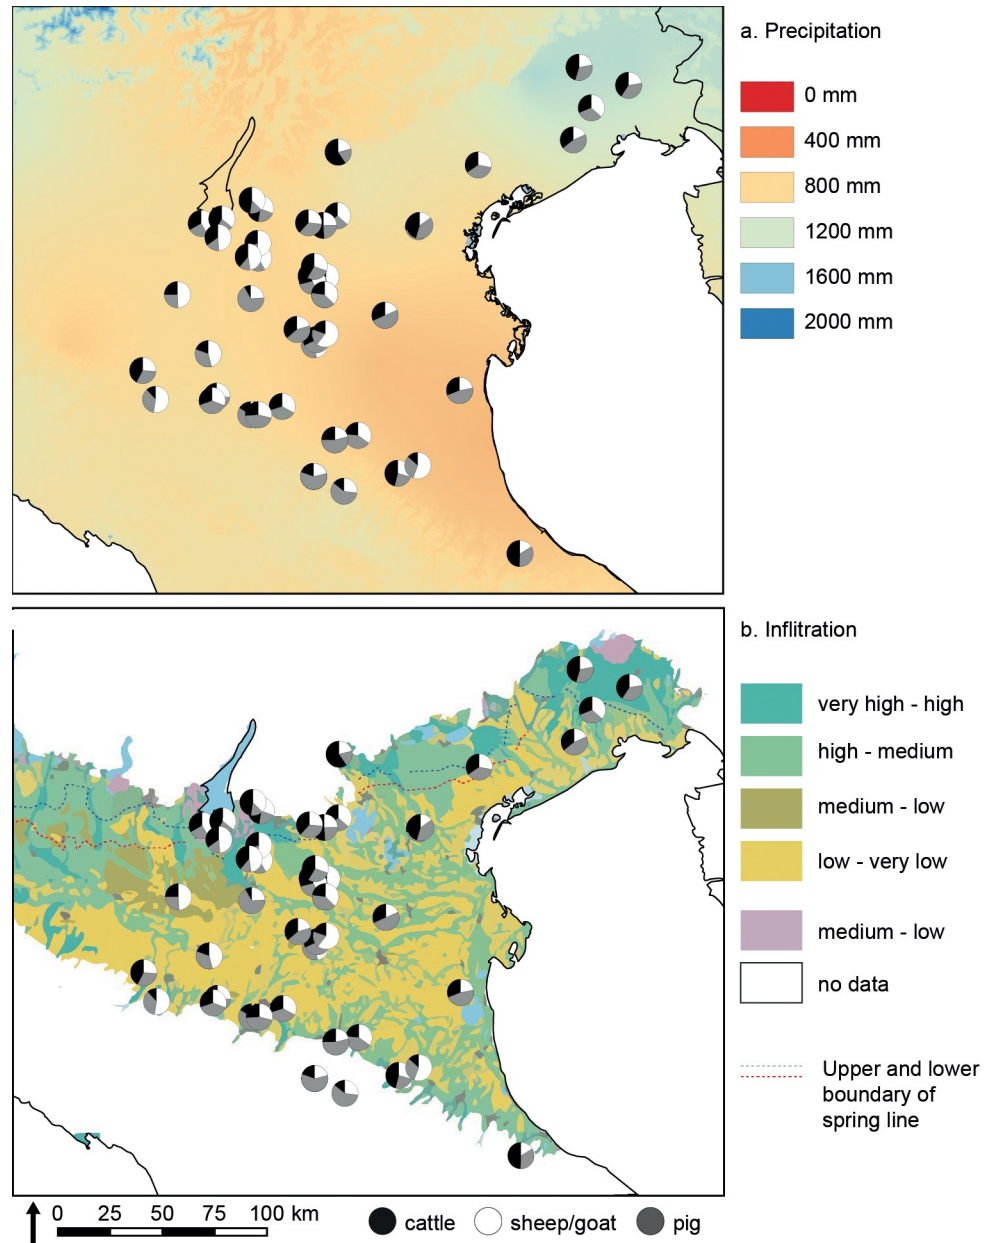 a. Precipitation
0 mm
400 mm
800 mm
1200 mm
1600 mm
2000 mm
b. Inflitration
very high - high
high - medium
medium - low
low - very low
medium - low
no data
Upper and lower
boundary of
spring line
0 25 50 75 100 km
cattle sheep/goat pig